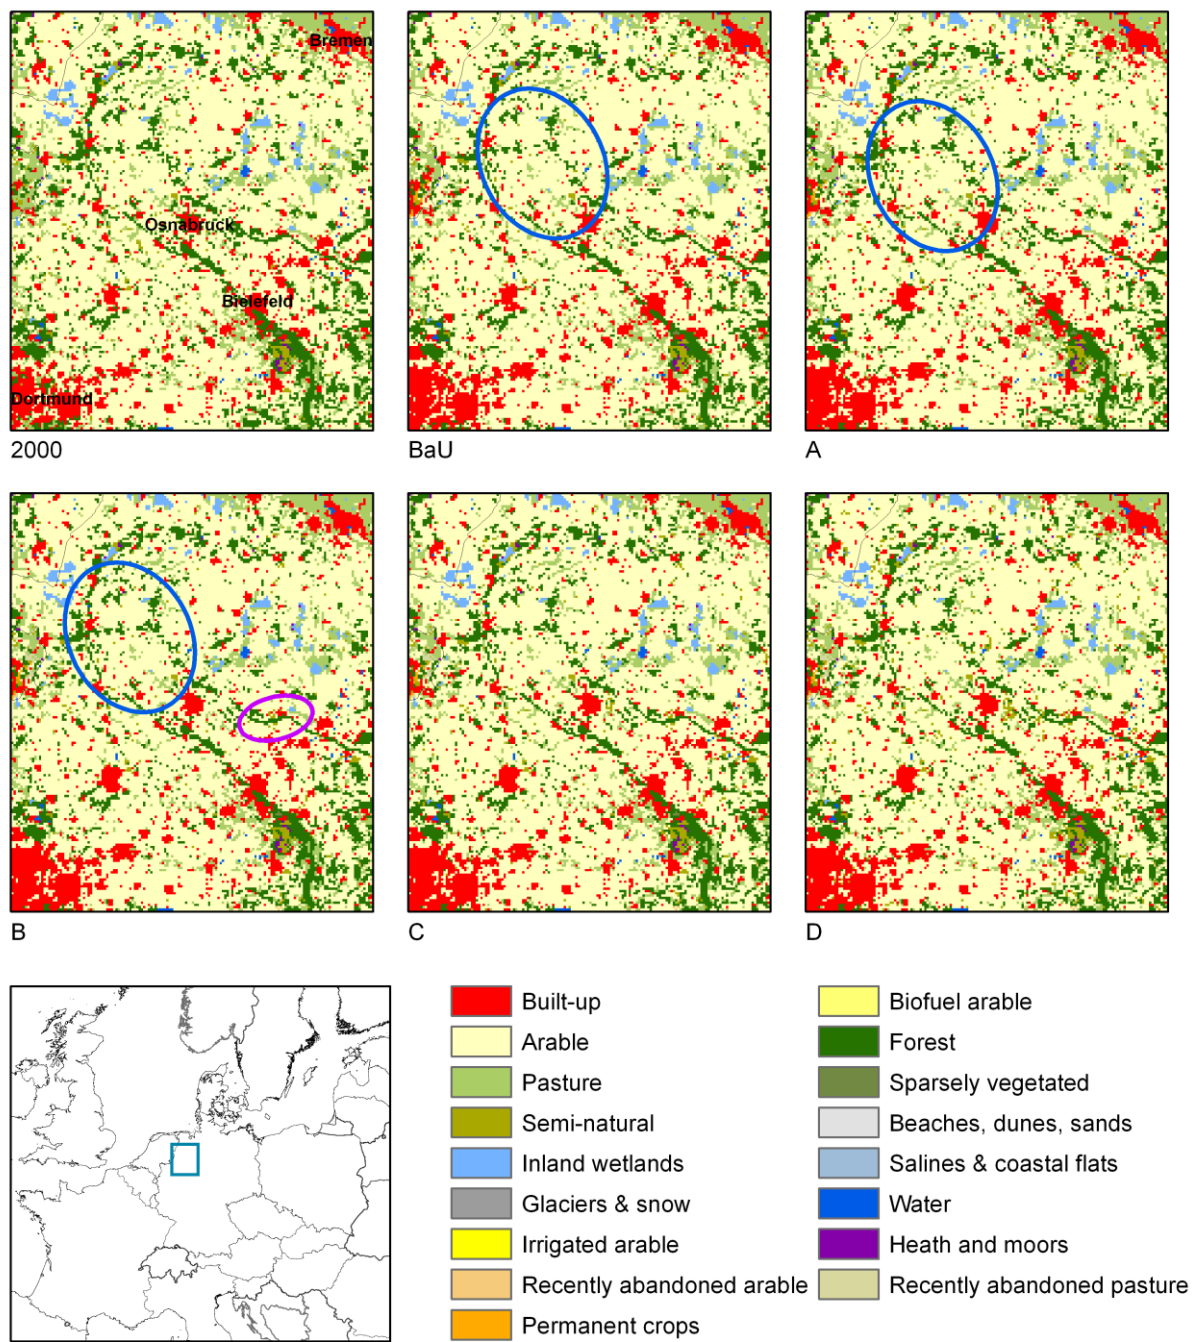 Bremen
Osnabruck
Bielefeld
Dortmund
2000
BaU
A
B
C
D
Built-up
Arable
Pasture
Semi-natural
Inland wetlands
Glaciers & snow
Irrigated arable
Recently abandoned arable
Permanent crops
Biofuel arable
Forest
Sparsely vegetated
Beaches, dunes, sands
Salines & coastal flats
Water
Heath and moors
Recently abandoned pasture